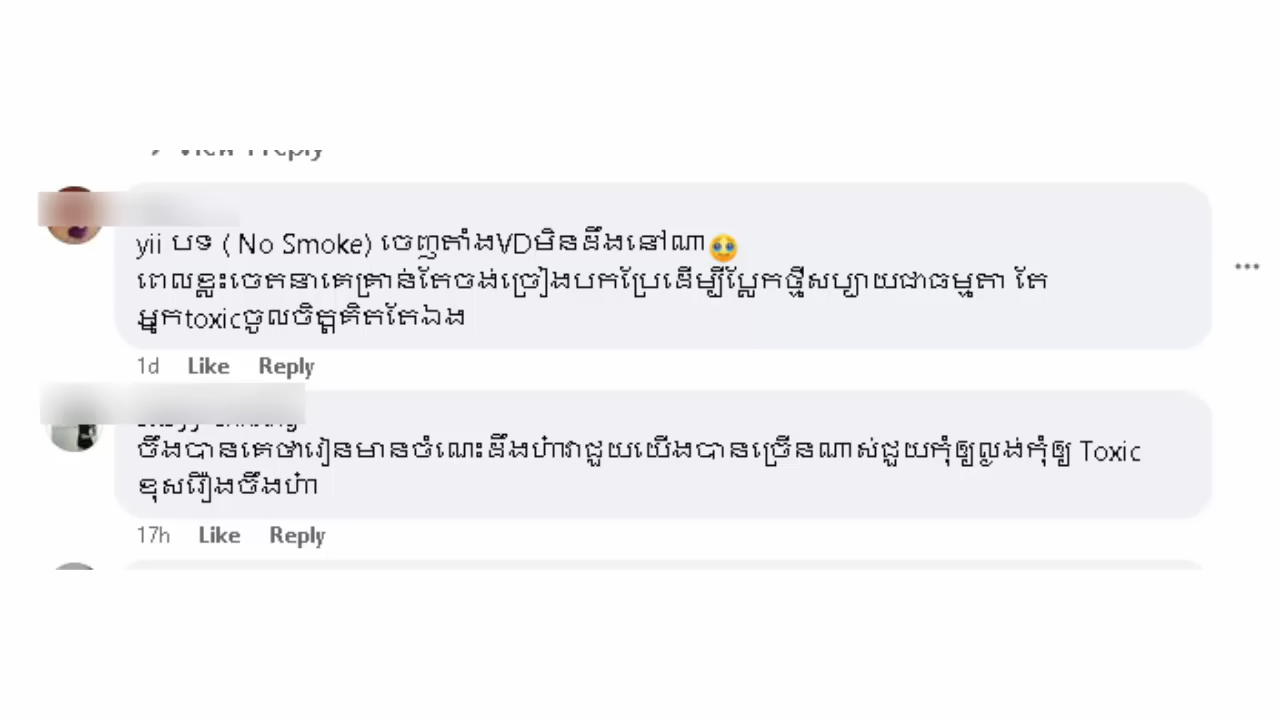 yii បទ ( No Smoke) ចេញតាំងVDមិនដឹងនៅណា🥹
ពេលខ្លះចេតនាគេគ្រាន់តែចង់ច្រៀងបកប្រែដើម្បីប្លែកថ្មីសប្បាយជាធម្មតា តែ
អ្នកtoxicចូលចិត្តគិតតែឯង
1d Like Reply
ចឹងបានគេថារៀនមានចំណេះដឹងហ៎ាវាជួយយើងបានច្រើនណាស់ជួយកុំឲ្យល្ងង់កុំឲ្យ Toxic
ខុសរឿងចឹងហ៎ា
17h Like Reply